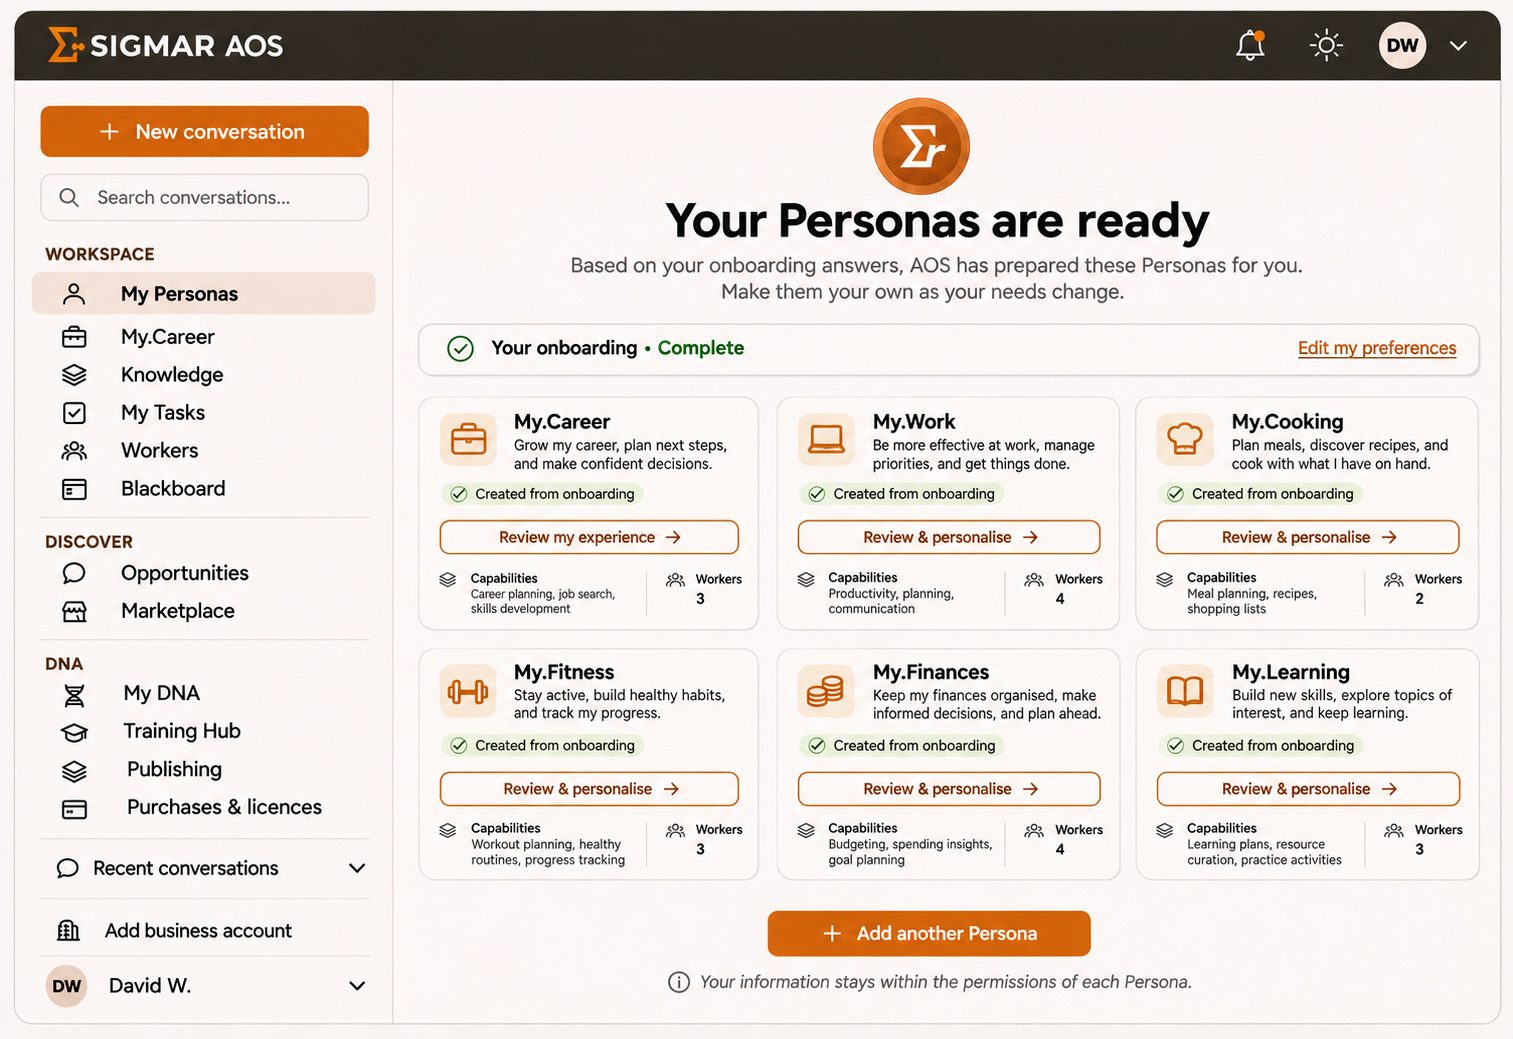 SIGMAR AOS
DW
New conversation
Search conversations...
WORKSPACE
My Personas
My.Career
Knowledge
My Tasks
Workers
Blackboard
DISCOVER
Opportunities
Marketplace
DNA
My DNA
Training Hub
Publishing
Purchases & licences
Recent conversations
Add business account
DW David W.
Σr
Your Personas are ready
Based on your onboarding answers, AOS has prepared these Personas for you.
Make them your own as your needs change.
Your onboarding • Complete
Edit my preferences
My.Career
Grow my career, plan next steps,
and make confident decisions.
Created from onboarding
Review my experience →
Capabilities
Career planning, job search,
skills development
Workers
3
My.Work
Be more effective at work, manage
priorities, and get things done.
Created from onboarding
Review & personalise →
Capabilities
Productivity, planning,
communication
Workers
4
My.Cooking
Plan meals, discover recipes, and
cook with what I have on hand.
Created from onboarding
Review & personalise →
Capabilities
Meal planning, recipes,
shopping lists
Workers
2
My.Fitness
Stay active, build healthy habits,
and track my progress.
Created from onboarding
Review & personalise →
Capabilities
Workout planning, healthy
routines, progress tracking
Workers
3
My.Finances
Keep my finances organised, make
informed decisions, and plan ahead.
Created from onboarding
Review & personalise →
Capabilities
Budgeting, spending insights,
goal planning
Workers
4
My.Learning
Build new skills, explore topics of
interest, and keep learning.
Created from onboarding
Review & personalise →
Capabilities
Learning plans, resource
curation, practice activities
Workers
3
Add another Persona
Your information stays within the permissions of each Persona.